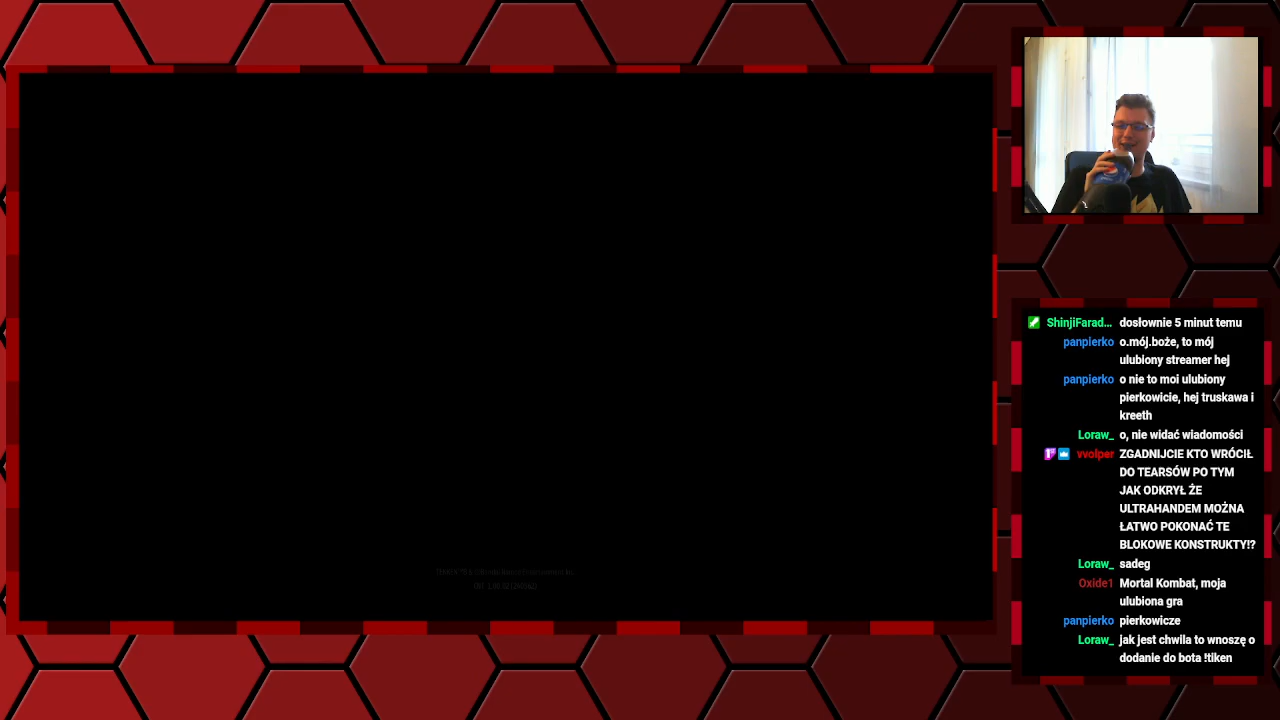 ShinjiFarad... dosłownie 5 minut temu
panpierko o.mój.boże, to mój
ulubiony streamer hej
panpierko o nie to moi ulubiony
pierkowicie, hej truskawa i
kreeth
Loraw_ o, nie widać wiadomości
vvolper ZGADNIJCIE KTO WRÓCIŁ
DO TEARSÓW PO TYM
JAK ODKRYŁ ŻE
ULTRAHANDEM MOŻNA
ŁATWO POKONAĆ TE
BLOKOWE KONSTRUKTY!?
Loraw_ sadeg
Oxide1 Mortal Kombat, moja
ulubiona gra
panpierko pierkowicze
Loraw_ jak jest chwila to wnoszę o
dodanie do bota !tiken